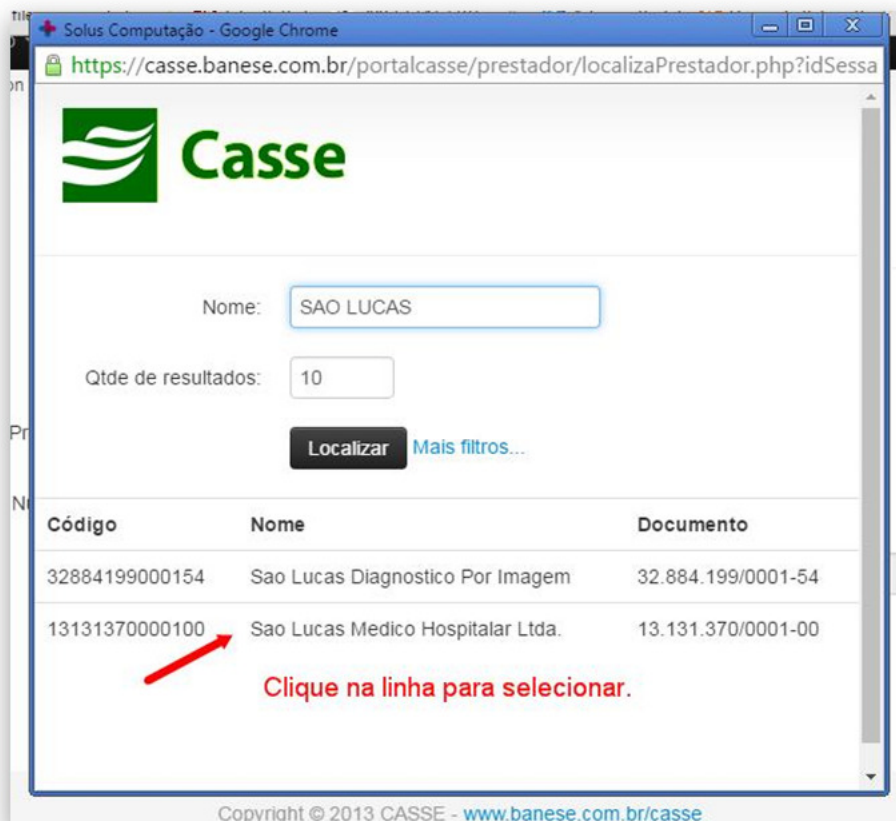 Solus Computação - Google Chrome
https://casse.banese.com.br/portalcasse/prestador/localizaPrestador.php?idSessa
Casse
Nome: SAO LUCAS
Qtde de resultados: 10
Localizar Mais filtros...
Código Nome Documento
32884199000154 Sao Lucas Diagnostico Por Imagem 32.884.199/0001-54
13131370000100 Sao Lucas Medico Hospitalar Ltda. 13.131.370/0001-00
Clique na linha para selecionar.
Copyright © 2013 CASSE - www.banese.com.br/casse